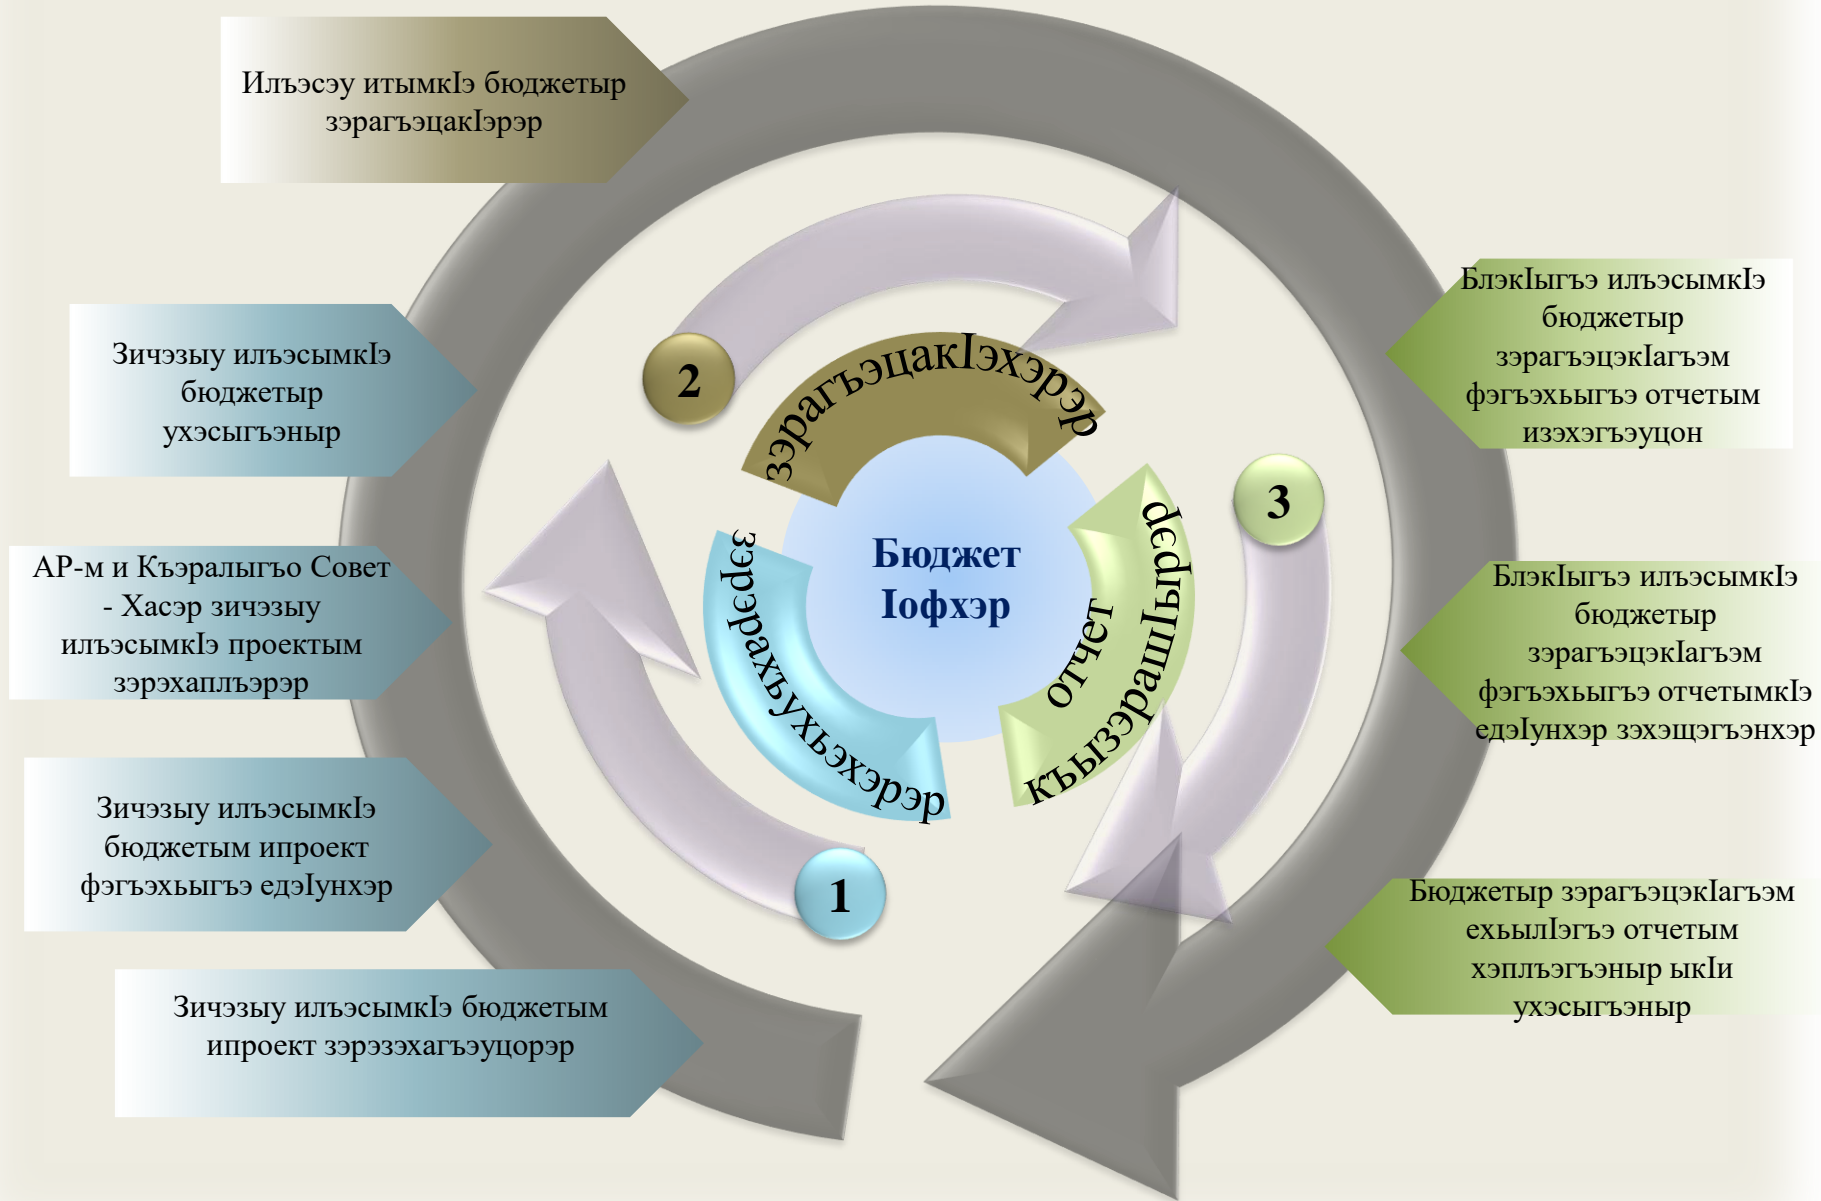 Илъэсэу итымкIэ бюджетыр
зэрагъэцакIэрэр
Зичэзыу илъэсымкIэ
бюджетыр
ухэсыгъэныр
АР-м и Къэралыгъо Совет
- Хасэр зичэзыу
илъэсымкIэ проектым
зэрэхаплъэрэр
Зичэзыу илъэсымкIэ
бюджетым ипроект
фэгъэхьыгъэ едэIунхэр
Зичэзыу илъэсымкIэ бюджетым
ипроект зэрэзэхагъэуцорэр
2
зэрагъэцакIэхэрэр
Бюджет
Iофхэр
зэрерахъухьэхэрэр
1
3
отчет
къызэрашIырэр
БлэкIыгъэ илъэсымкIэ
бюджетыр
зэрагъэцэкIагъэм
фэгъэхьыгъэ отчетым
изэхэгъэуцон
БлэкIыгъэ илъэсымкIэ
бюджетыр
зэрагъэцэкIагъэм
фэгъэхьыгъэ отчетымкIэ
едэIунхэр зэхэщэгъэнхэр
Бюджетыр зэрагъэцэкIагъэм
ехьылIэгъэ отчетым
хэплъэгъэныр ыкIи
ухэсыгъэныр